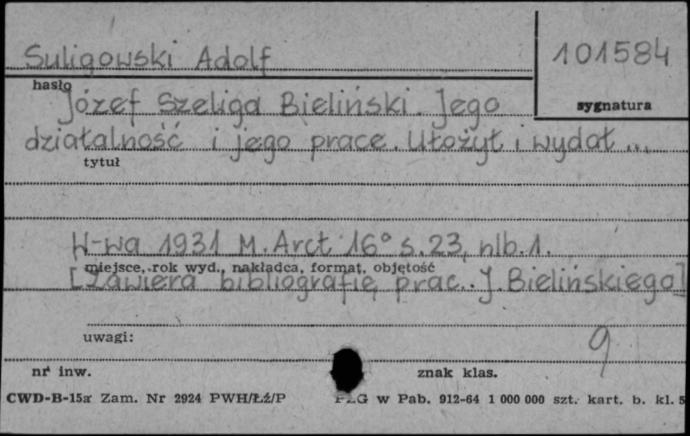 Suligowski Adolf
101584
hasło
sygnatura
Józef Szeliga Bieliński. Jego
działalność i jego prace. Ułożył i wydał ...
tytuł
W-wa 1931 M. Arct 16° s. 23, nlb. 1.
miejsce, rok wyd., nakładca, format, objętość
[Zawiera bibliografię prac. J. Bielińskiego]
uwagi:
9
nr inw.
znak klas.
CWD-B-15a Zam. Nr 2924 PWH/Łź/P PZG w Pab. 912-64 1 000 000 szt. kart. b. kl. 5